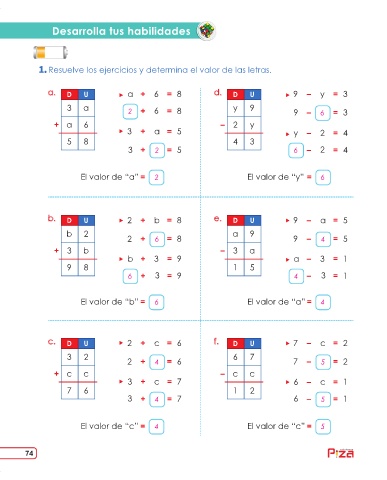 Desarrolla tus habilidades
1. Resuelve los ejercicios y determina el valor de las letras.
a. D U
3 a
+ a 6
5 8
a + 6 = 8
2 + 6 = 8
3 + a = 5
3 + 2 = 5
El valor de “a” = 2
d. D U
y 9
– 2 y
4 3
9 – y = 3
9 – 6 = 3
y – 2 = 4
6 – 2 = 4
El valor de “y” = 6
b. D U
b 2
+ 3 b
9 8
2 + b = 8
2 + 6 = 8
b + 3 = 9
6 + 3 = 9
El valor de “b” = 6
e. D U
a 9
– 3 a
1 5
9 – a = 5
9 – 4 = 5
a – 3 = 1
4 – 3 = 1
El valor de “a” = 4
c. D U
3 2
+ c c
7 6
2 + c = 6
2 + 4 = 6
3 + c = 7
3 + 4 = 7
El valor de “c” = 4
f. D U
6 7
– c c
1 2
7 – c = 2
7 – 5 = 2
6 – c = 1
6 – 5 = 1
El valor de “c” = 5
74
Piza